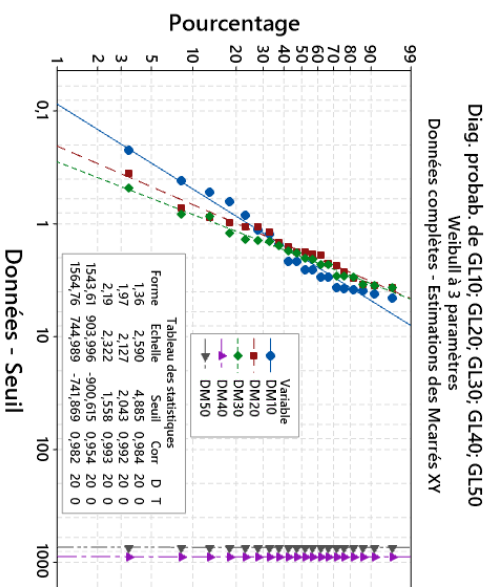 Diag. probab. de GL10; GL20; GL30; GL40; GL50
Weibull à 3 paramètres
Données complètes - Estimations des Mcarrés XY
Pourcentage
99
90
80
70
60
50
40
30
20
10
5
3
2
1
0,1
1
10
100
1000
Données - Seuil
Variable
DM10
DM20
DM30
DM40
DM50
Tableau des statistiques
Forme Echelle Seuil Corr D T
1,36 2,590 4,885 0,984 20 0
1,97 2,127 2,043 0,992 20 0
2,19 2,322 1,558 0,993 20 0
1543,61 903,996 -900,615 0,954 20 0
1564,76 744,989 -741,869 0,982 20 0